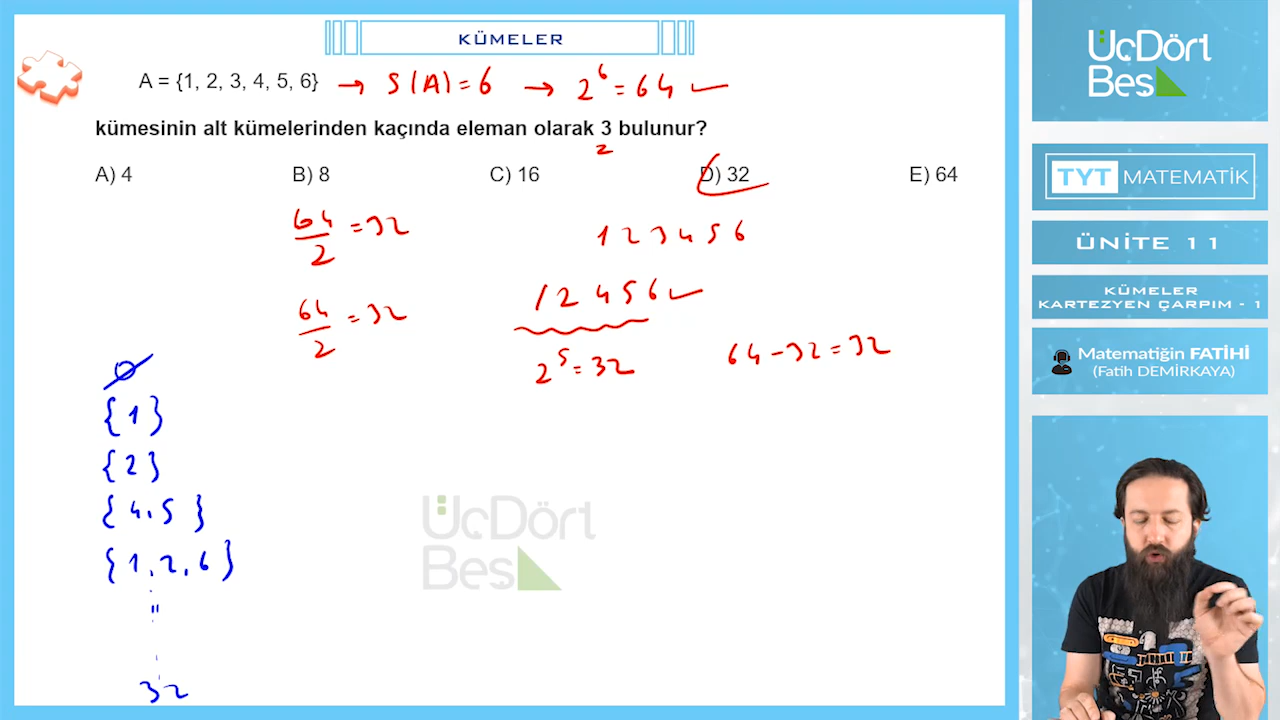 KÜMELER
A = {1, 2, 3, 4, 5, 6} → S(A) = 6 → 2⁶ = 64
kümesinin alt kümelerinden kaçında eleman olarak 3 bulunur?
2
A) 4 B) 8 C) 16 D) 32 E) 64
64/2 = 32
1 2 3 4 5 6
64/2 = 32
1 2 4 5 6
2⁵ = 32
64 - 32 = 32
∅
{1}
{2}
{4, 5}
{1, 2, 6}
"
32
ÜçDört
Beş
ÜçDört
Beş
TYT MATEMATİK
ÜNİTE 11
KÜMELER
KARTEZYEN ÇARPIM - 1
Matematiğin FATİHİ
(Fatih DEMİRKAYA)